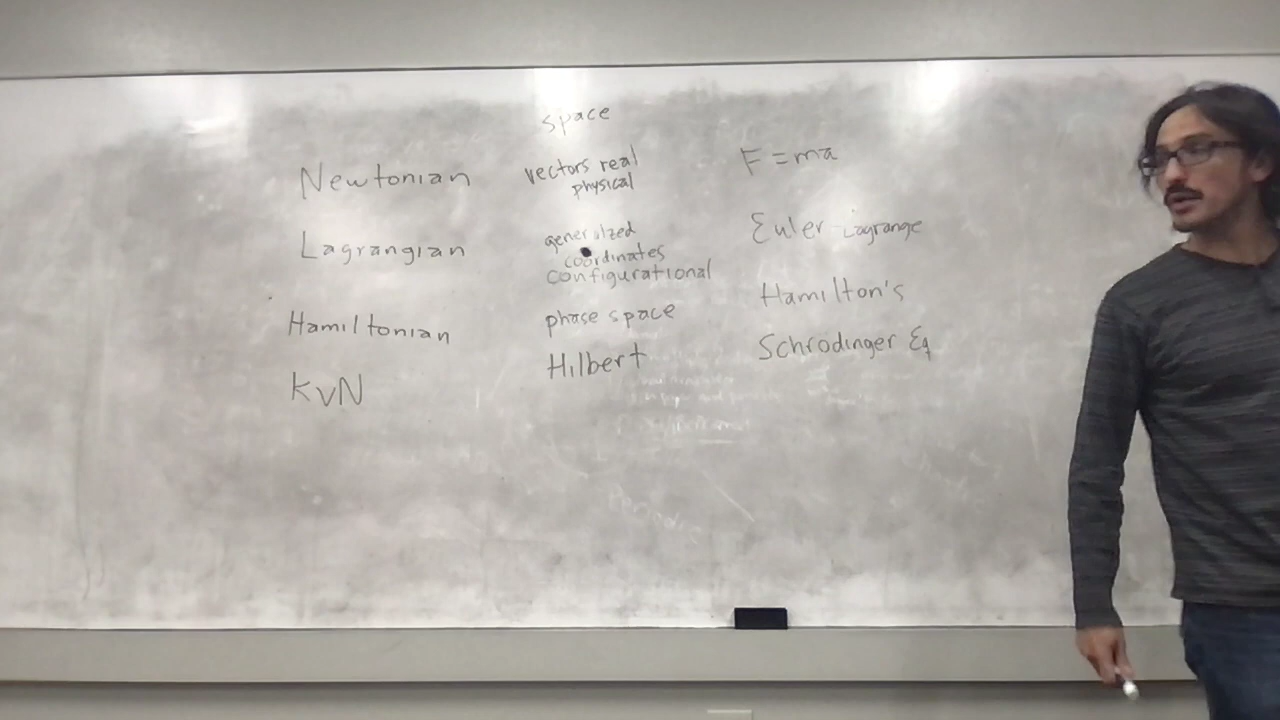 space
Newtonian vectors real F = ma
physical
Lagrangian generalized Euler-Lagrange
coordinates
configurational
Hamiltonian phase space Hamilton's
KvN Hilbert Schrodinger Eq